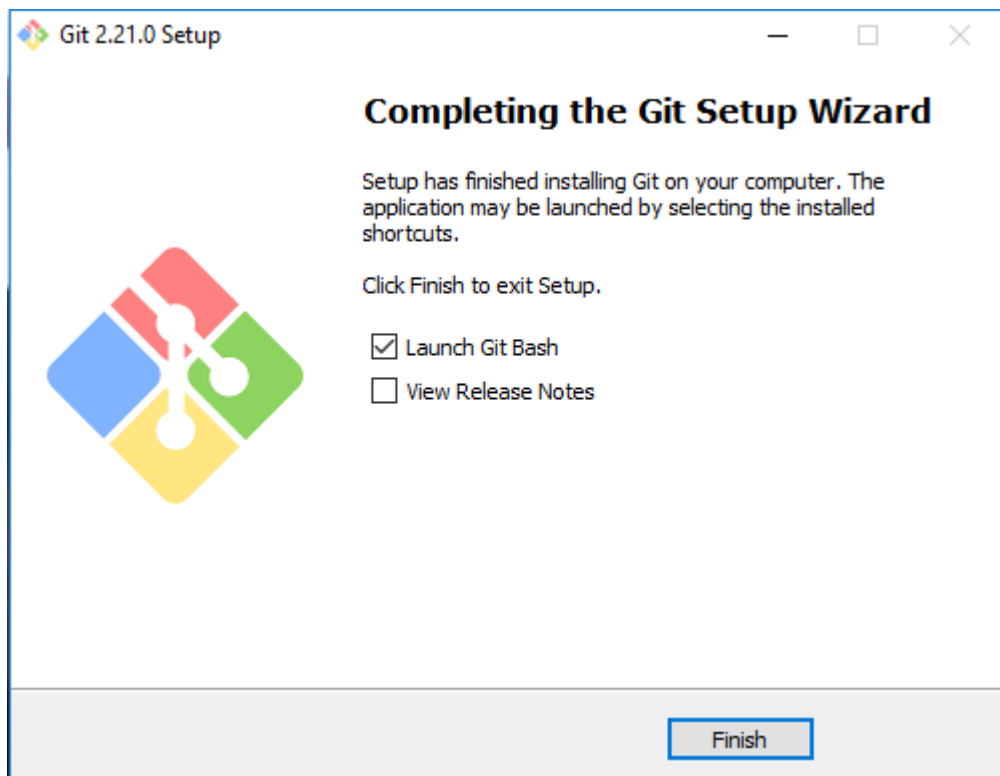 Git 2.21.0 Setup
Completing the Git Setup Wizard
Setup has finished installing Git on your computer. The
application may be launched by selecting the installed
shortcuts.
Click Finish to exit Setup.
Launch Git Bash
View Release Notes
Finish